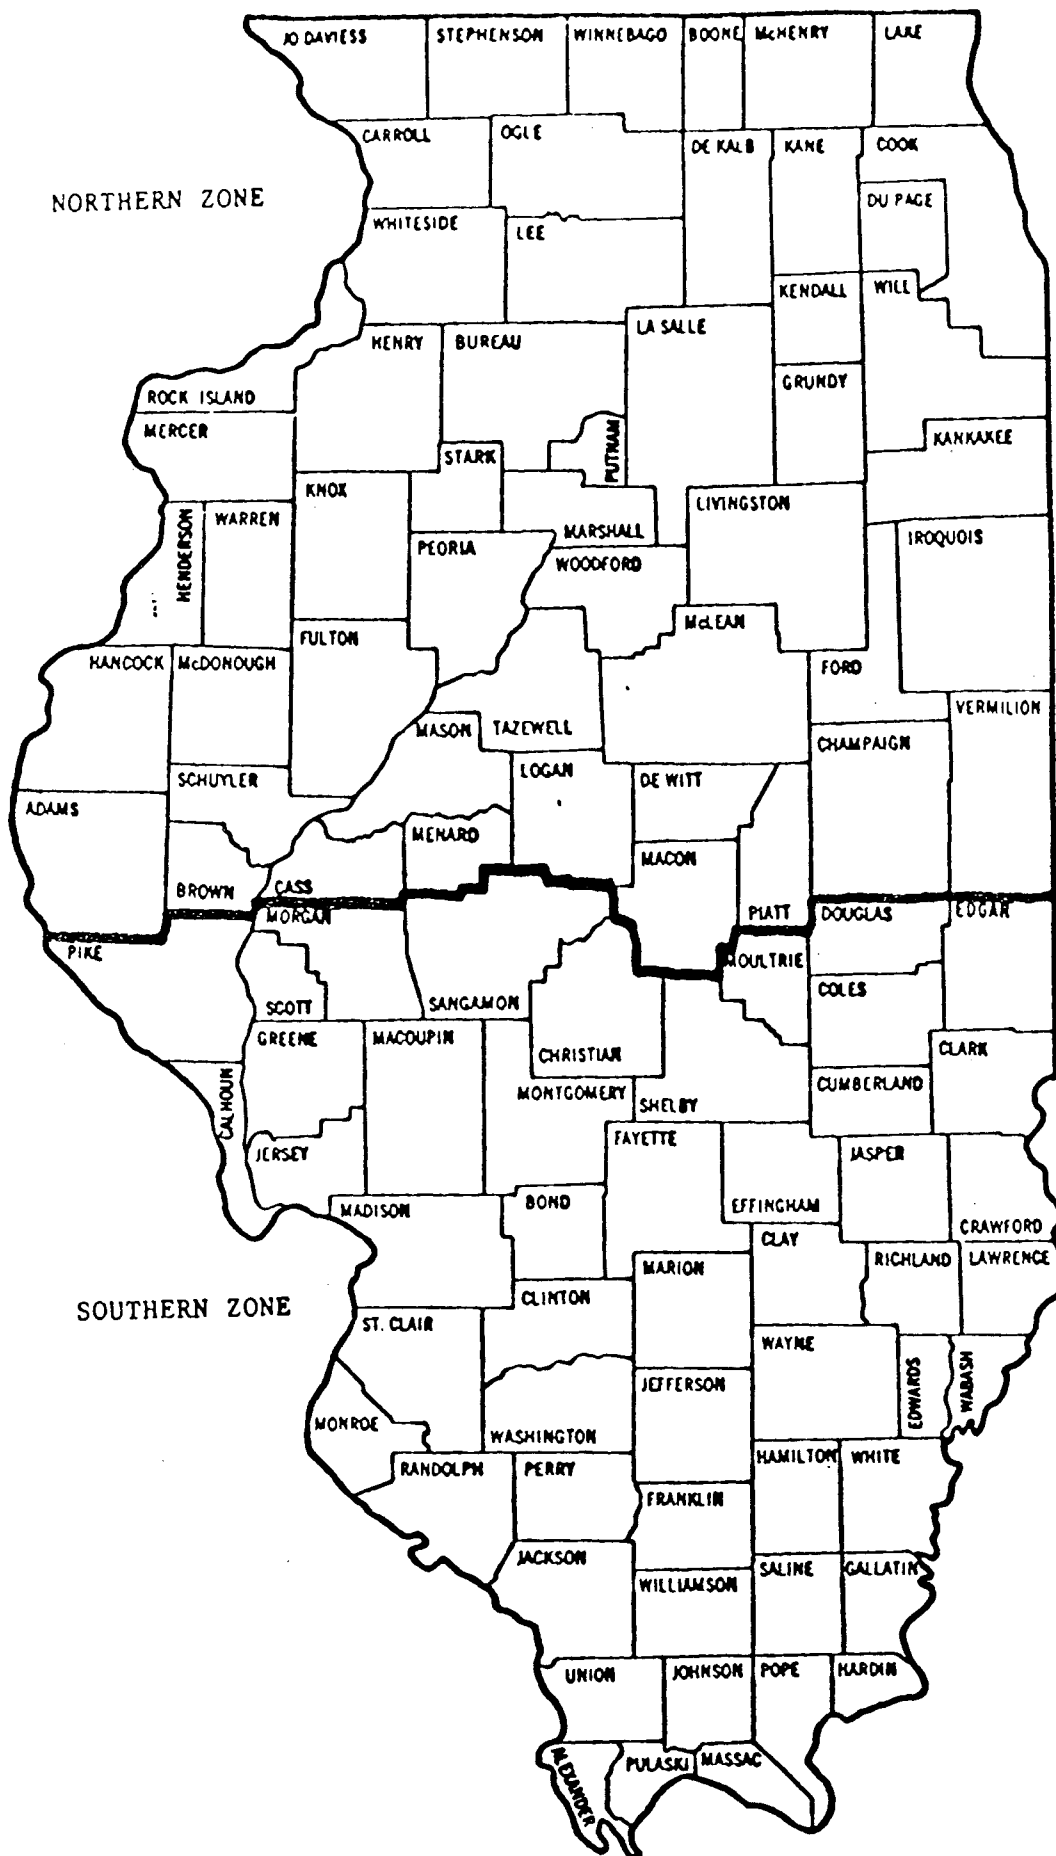 JO DAVIESS STEPHENSON WINNEBAGO BOONE McHENRY LAKE
CARROLL OGLE DE KALB KANE COOK
NORTHERN ZONE
DU PAGE
WHITESIDE LEE
KENDALL WILL
LA SALLE
HENRY BUREAU
GRUNDY
ROCK ISLAND
MERCER
PUTNAM
KANKAKEE
STARK
KNOX
LIVINGSTON
HENDERSON
WARREN
MARSHALL
IROQUOIS
PEORIA
WOODFORD
McLEAN
FULTON
HANCOCK McDONOUGH
FORD
VERMILION
MASON TAZEWELL
CHAMPAIGN
LOGAN
SCHUYLER
DE WITT
ADAMS
MENARD
MACON
BROWN CASS
MORGAN
PIATT DOUGLAS EDGAR
PIKE
MOULTRIE
COLES
SCOTT SANGAMON
GREENE MACOUPIN
CLARK
CHRISTIAN
CALHOUN
CUMBERLAND
MONTGOMERY
SHELBY
FAYETTE
JERSEY
JASPER
BOND
EFFINGHAM
MADISON
CRAWFORD
CLAY
RICHLAND LAWRENCE
MARION
CLINTON
SOUTHERN ZONE
ST. CLAIR
WAYNE
EDWARDS
WABASH
JEFFERSON
MONROE
WASHINGTON
HAMILTON WHITE
RANDOLPH PERRY
FRANKLIN
JACKSON
SALINE GALLATIN
WILLIAMSON
UNION JOHNSON POPE HARDIN
ALEXANDER
PULASKI MASSAC